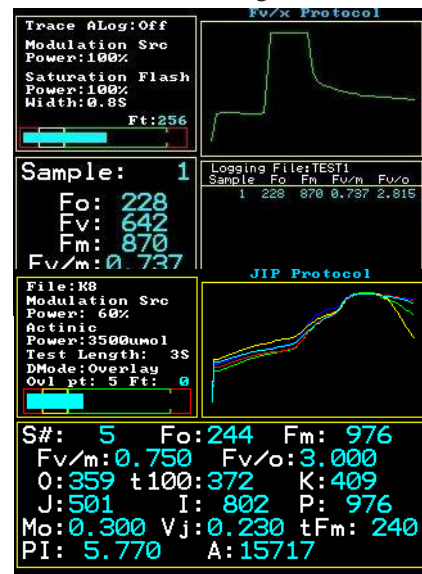 Fv/x Protocol
Trace ALog:Off
Modulation Src
Power:100%
Saturation Flash
Power:100%
Width:0.8S
Ft:256
Sample: 1
Fo: 228
Fv: 642
Fm: 870
Fv/m:0.737
Logging File:TEST1
Sample Fo Fm Fv/m Fv/o
1 228 870 0.737 2.815
JIP Protocol
File:K8
Modulation Src
Power: 60%
Actinic
Power:3500umol
Test Length: 3S
DMode:Overlay
Ovl pt: 5 Ft: 0
S#: 5 Fo:244 Fm: 976
Fv/m:0.750 Fv/o:3.000
O:359 t100:372 K:409
J:501 I: 802 P: 976
Mo:0.300 Vj:0.230 tFm: 240
PI: 5.770 A:15717